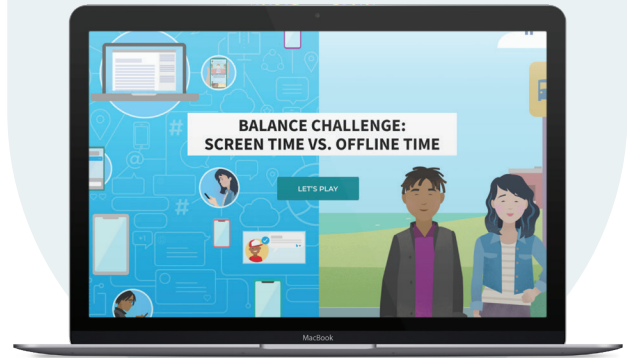 BALANCE CHALLENGE:
SCREEN TIME VS. OFFLINE TIME
LET'S PLAY
MacBook